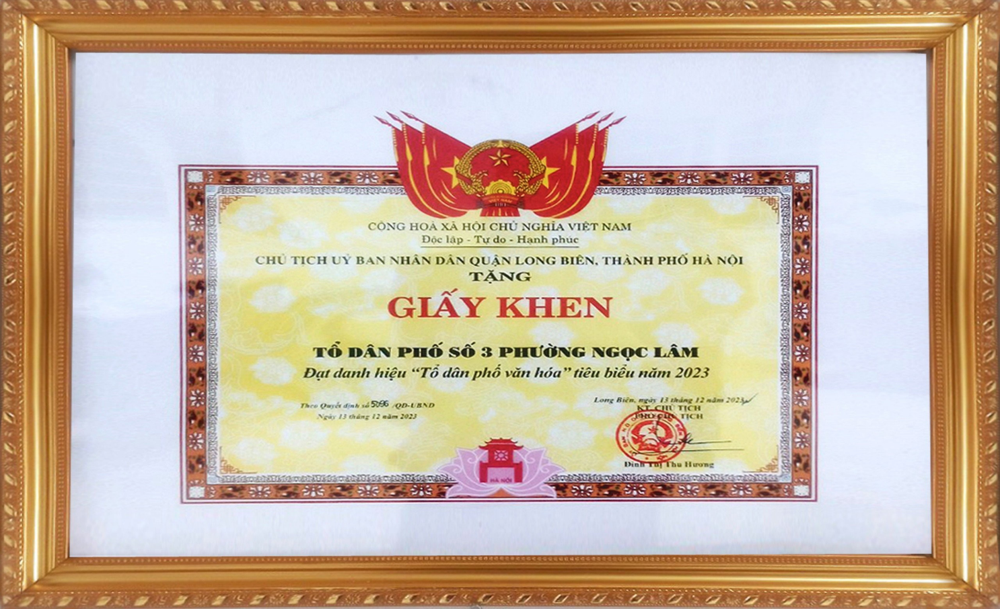 VIỆT NAM
CÔNG HOÀ XÃ HỘI CHỦ NGHĨA VIỆT NAM
Độc lập - Tự do - Hạnh phúc
CHỦ TỊCH UỶ BAN NHÂN DÂN QUẬN LONG BIÊN, THÀNH PHỐ HÀ NỘI
TẶNG
GIẤY KHEN
TỔ DÂN PHỐ SỐ 3 PHƯỜNG NGỌC LÂM
Đạt danh hiệu “Tổ dân phố văn hóa” tiêu biểu năm 2023
Theo Quyết định số 5096 /QĐ-UBND
Ngày 13 tháng 12 năm 2023
Long Biên, ngày 13 tháng 12 năm 2023
KT. CHỦ TỊCH
PHÓ CHỦ TỊCH
Đinh Thị Thu Hương
HÀ NỘI